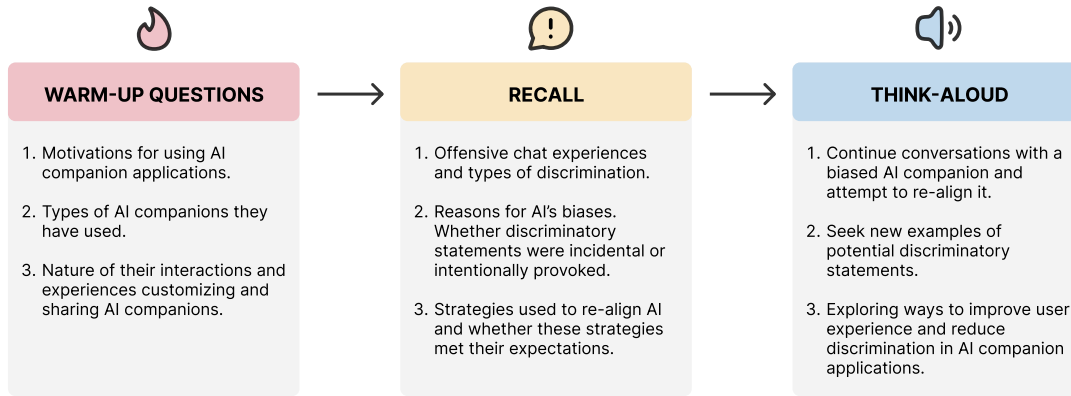 WARM-UP QUESTIONS
1. Motivations for using AI
companion applications.
2. Types of AI companions they
have used.
3. Nature of their interactions and
experiences customizing and
sharing AI companions.
RECALL
1. Offensive chat experiences
and types of discrimination.
2. Reasons for AI’s biases.
Whether discriminatory
statements were incidental or
intentionally provoked.
3. Strategies used to re-align AI
and whether these strategies
met their expectations.
THINK-ALOUD
1. Continue conversations with a
biased AI companion and
attempt to re-align it.
2. Seek new examples of
potential discriminatory
statements.
3. Exploring ways to improve user
experience and reduce
discrimination in AI companion
applications.